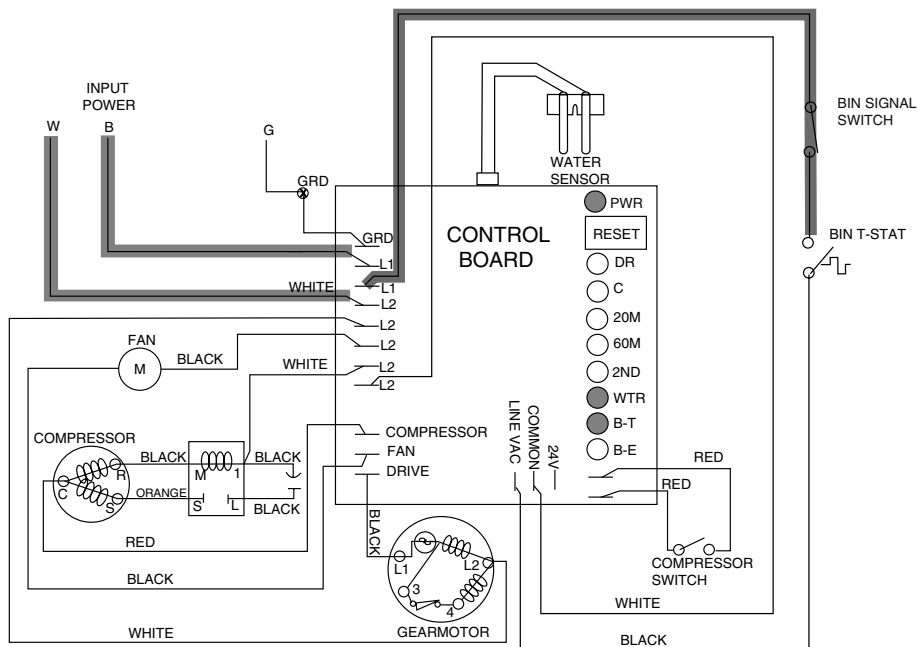 INPUT
POWER
W
B
G
GRD
GRD
L1
L1
WHITE
L2
L2
L2
WHITE
L2
L2
FAN
M
BLACK
WATER
SENSOR
CONTROL
BOARD
PWR
RESET
DR
C
20M
60M
2ND
WTR
B-T
B-E
BIN SIGNAL
SWITCH
BIN T-STAT
COMPRESSOR
FAN
DRIVE
LINE VAC
COMMON
24V
COMPRESSOR
R
C
S
BLACK
M
1
BLACK
ORANGE
S
L
BLACK
RED
BLACK
WHITE
BLACK
L1
L2
3
4
GEARMOTOR
RED
RED
COMPRESSOR
SWITCH
WHITE
BLACK